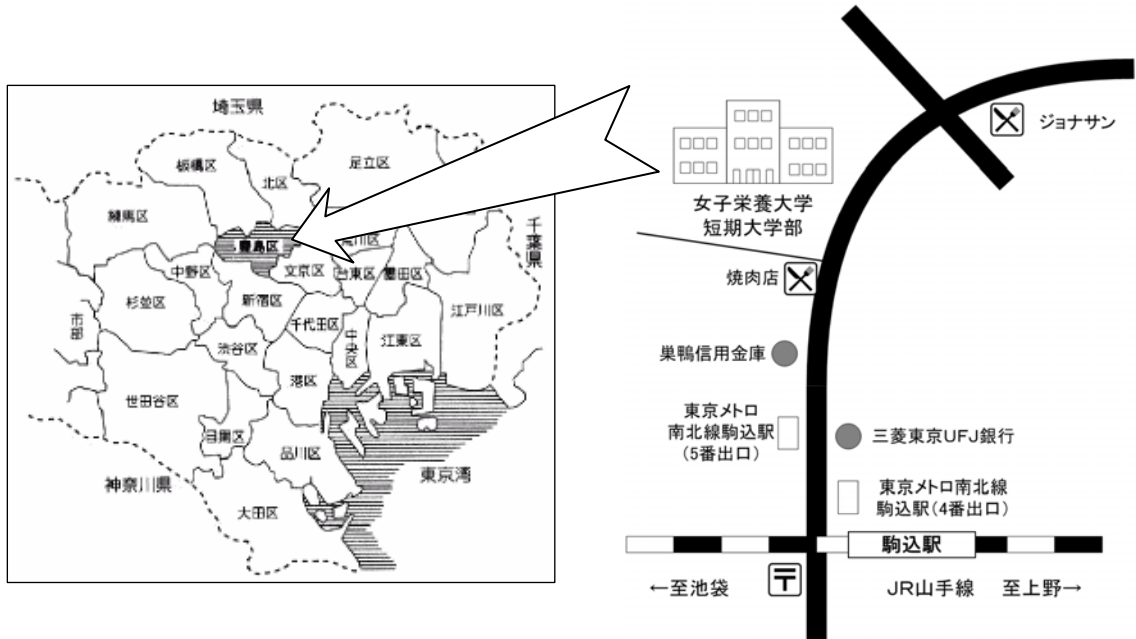 埼玉県
板橋区
足立区
北区
練馬区
豊島区
荒川区
千葉県
中野区
文京区
台東区
墨田区
杉並区
新宿区
江戸川区
市部
千代田区
中央区
江東区
渋谷区
港区
世田谷区
目黒区
品川区
東京湾
神奈川県
大田区
ジョナサン
女子栄養大学
短期大学部
焼肉店
巣鴨信用金庫
東京メトロ
南北線駒込駅
(5番出口)
三菱東京UFJ銀行
東京メトロ南北線
駒込駅(4番出口)
駒込駅
〒
←至池袋
JR山手線
至上野→